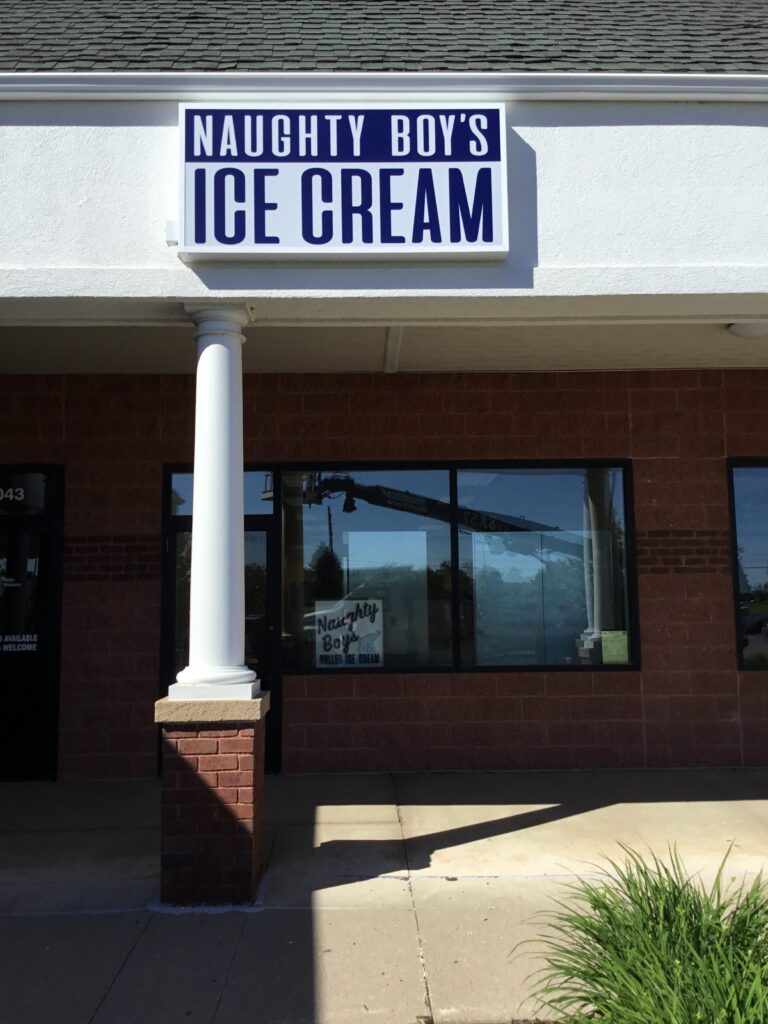 NAUGHTY BOY'S
ICE CREAM
043
S AVAILABLE
WELCOME
Naughty
Boys
ROLLED ICE CREAM